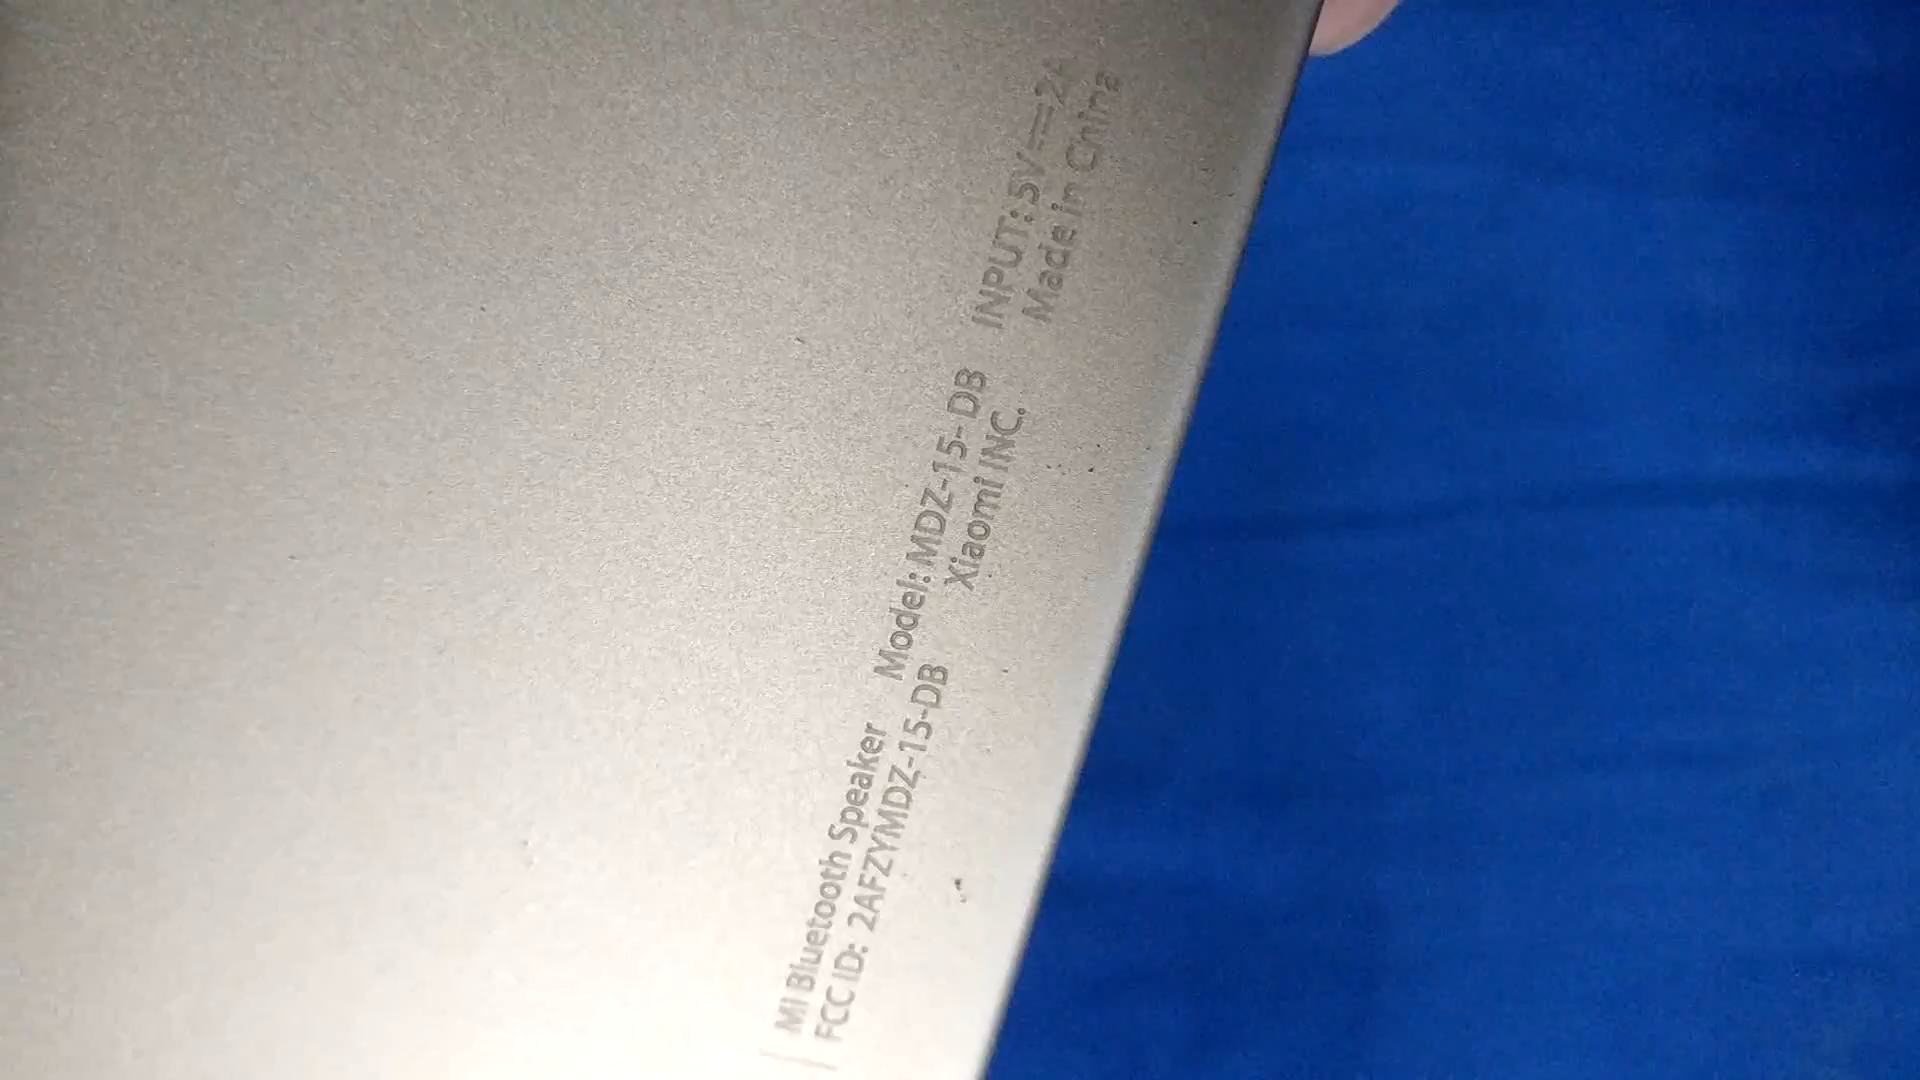 MI Bluetooth Speaker Model: MDZ-15-DB INPUT: 5V⎓2A
FCC ID: 2AFZYMDZ-15-DB Xiaomi INC. Made in China